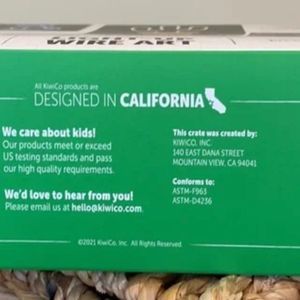 WIRE ART
All KiwiCo products are
DESIGNED IN CALIFORNIA
We care about kids!
Our products meet or exceed
US testing standards and pass
our high quality requirements.
We'd love to hear from you!
Please email us at hello@kiwico.com.
This crate was created by:
KIWICO, INC.
140 EAST DANA STREET
MOUNTAIN VIEW, CA 94041
Conforms to:
ASTM-F963
ASTM-D4236
©2021 KiwiCo, Inc. All Rights Reserved.